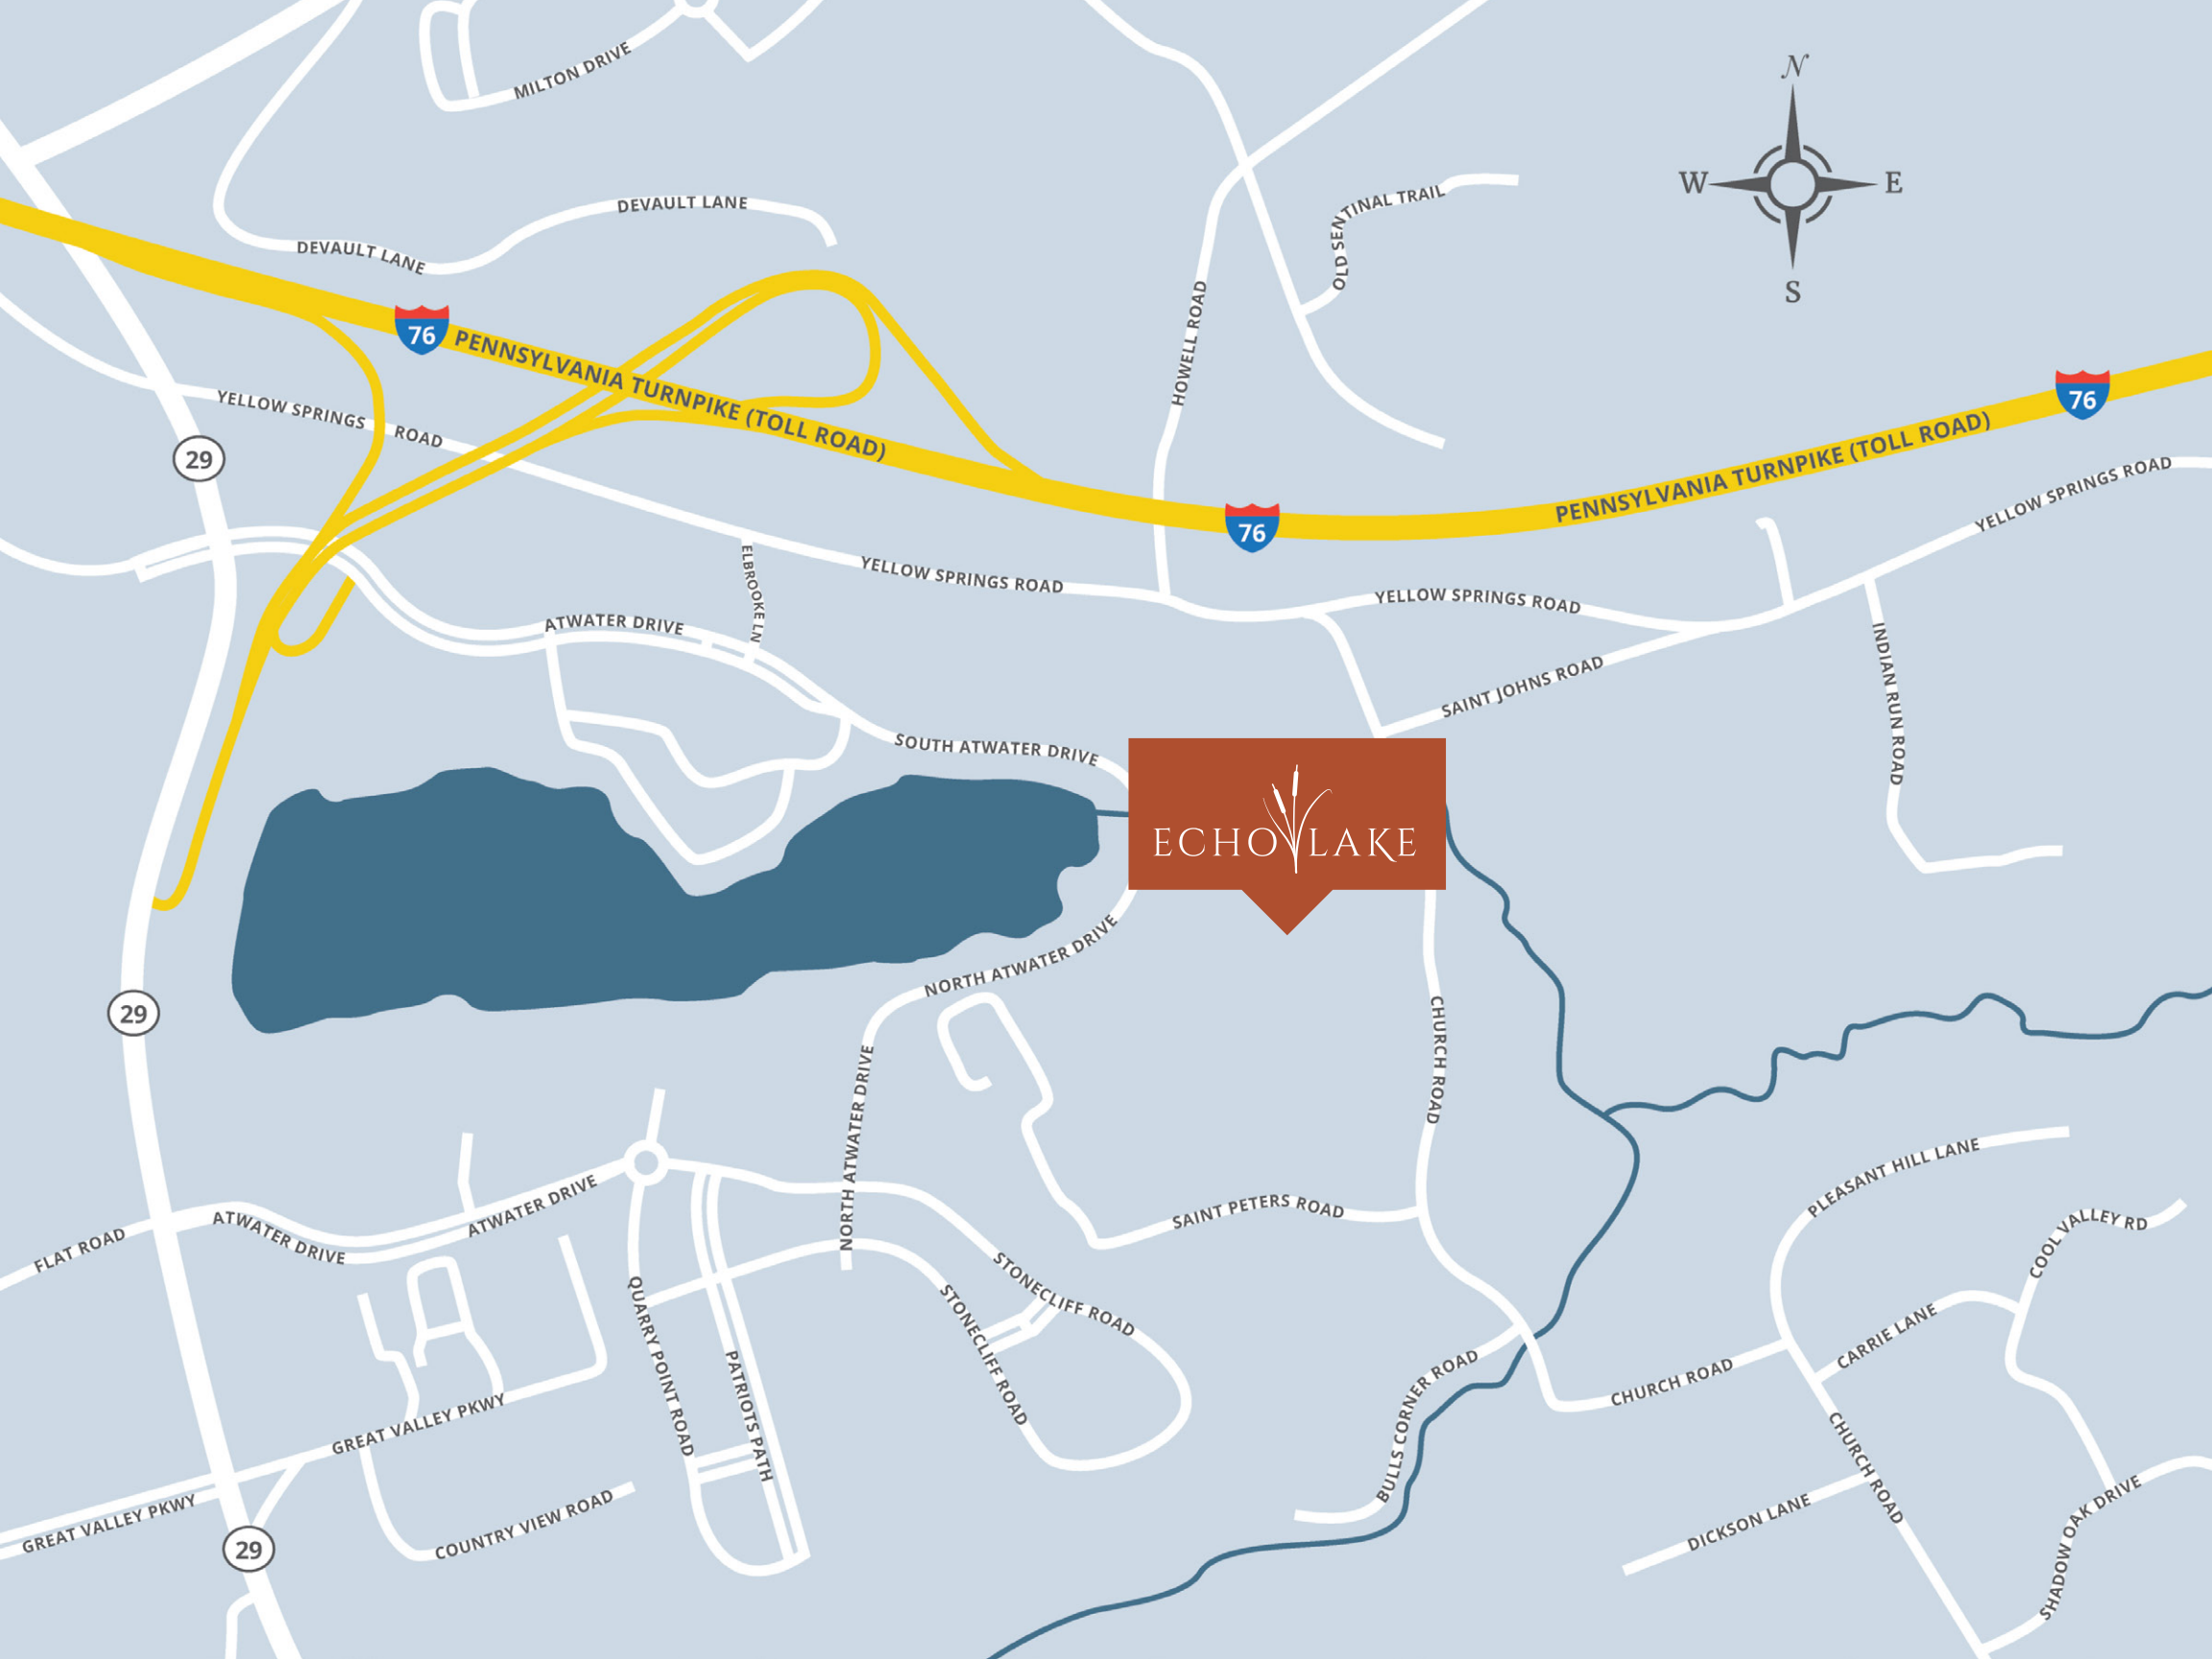 MILTON DRIVE
N
W
E
S
DEVAULT LANE
OLD SENTINAL TRAIL
DEVAULT LANE
76
PENNSYLVANIA TURNPIKE (TOLL ROAD)
HOWELL ROAD
76
YELLOW SPRINGS ROAD
29
PENNSYLVANIA TURNPIKE (TOLL ROAD)
YELLOW SPRINGS ROAD
76
ELBROOKE LN
YELLOW SPRINGS ROAD
YELLOW SPRINGS ROAD
ATWATER DRIVE
INDIAN RUN ROAD
SAINT JOHNS ROAD
SOUTH ATWATER DRIVE
ECHO LAKE
NORTH ATWATER DRIVE
29
CHURCH ROAD
NORTH ATWATER DRIVE
PLEASANT HILL LANE
ATWATER DRIVE
SAINT PETERS ROAD
COOL VALLEY RD
FLAT ROAD
ATWATER DRIVE
STONECLIFF ROAD
QUARRY POINT ROAD
STONECLIFF ROAD
CARRIE LANE
PATRIOTS PATH
BULLS CORNER ROAD
CHURCH ROAD
GREAT VALLEY PKWY
CHURCH ROAD
GREAT VALLEY PKWY
COUNTRY VIEW ROAD
DICKSON LANE
SHADOW OAK DRIVE
29